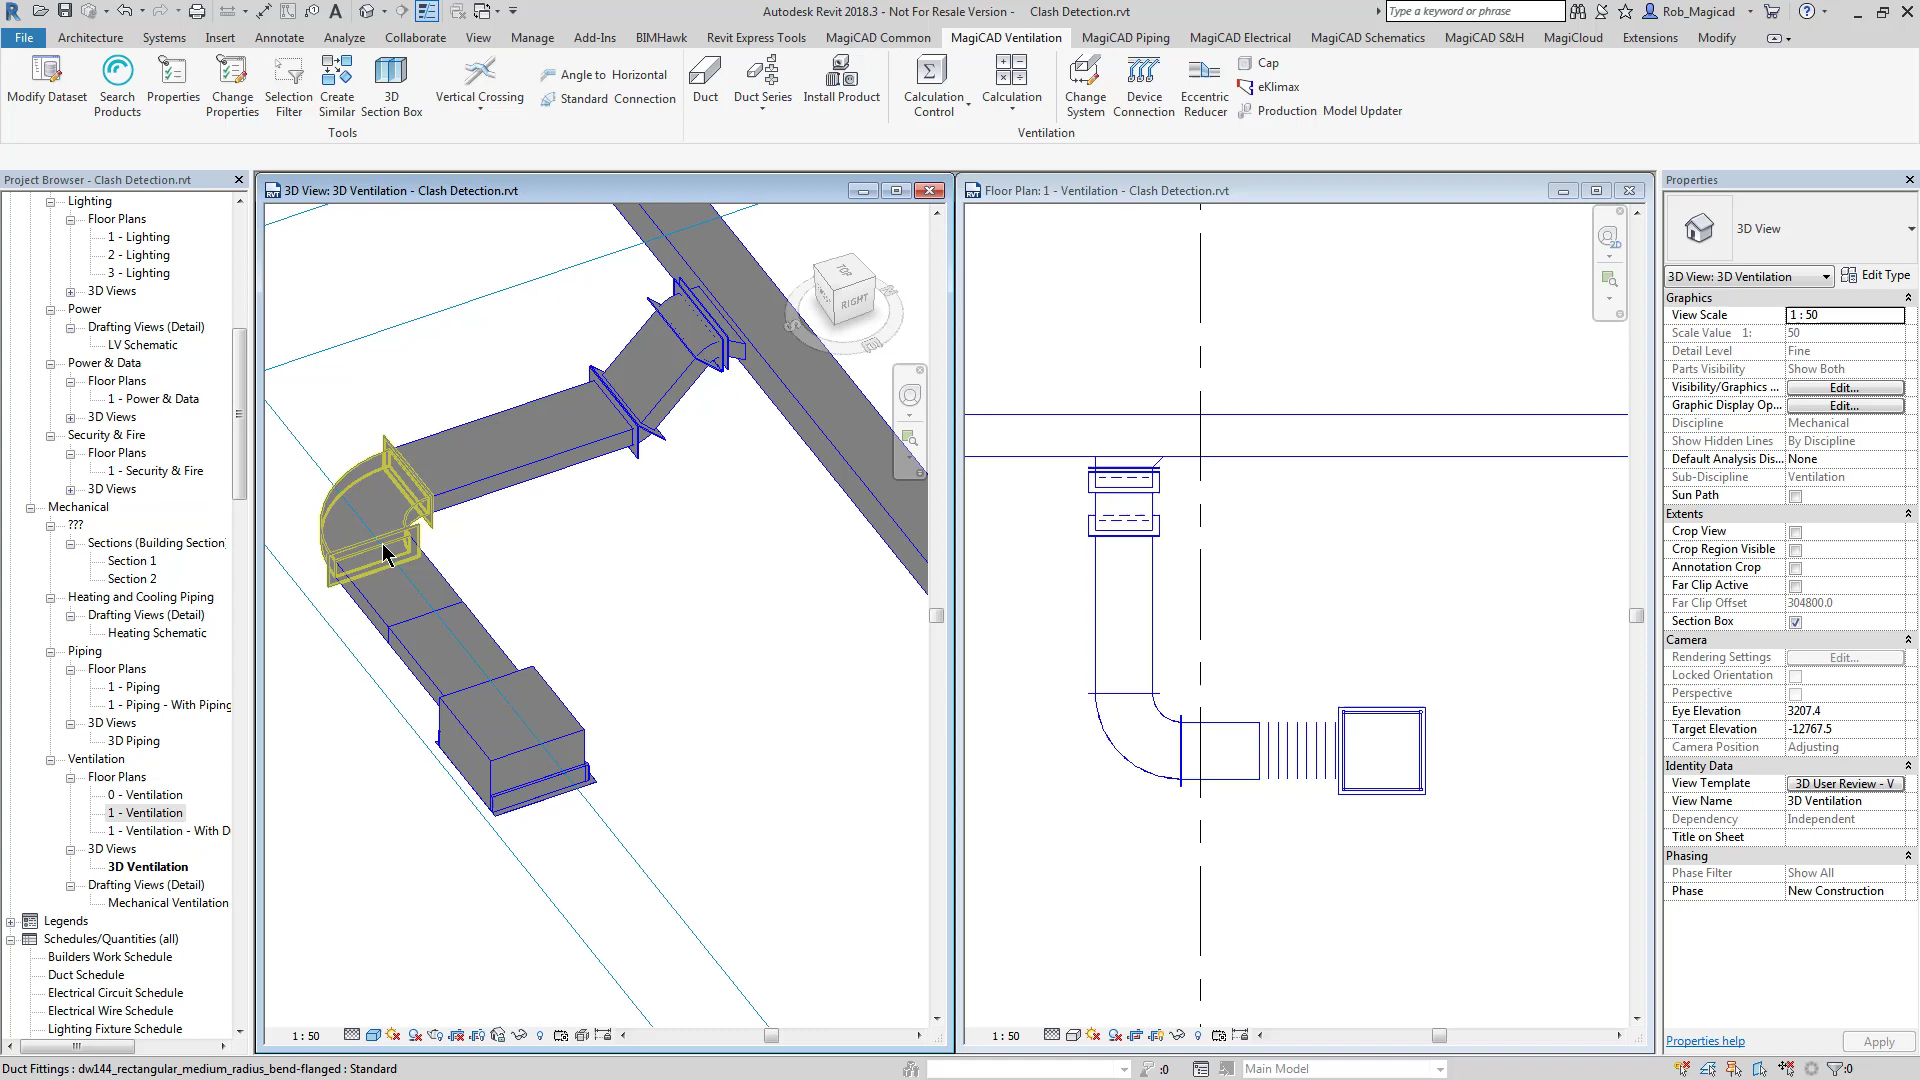 Autodesk Revit 2018.3 - Not For Resale Version - Clash Detection.rvt
Type a keyword or phrase
Rob_Magicad
File Architecture Systems Insert Annotate Analyze Collaborate View Manage Add-Ins BIMHawk Revit Express Tools MagiCAD Common MagiCAD Ventilation MagiCAD Piping MagiCAD Electrical MagiCAD Schematics MagiCAD S&H MagiCloud Extensions Modify
Modify Dataset
Search Products
Properties
Change Properties
Selection Filter
Create Similar
3D Section Box
Vertical Crossing
Angle to Horizontal
Standard Connection
Duct
Duct Series
Install Product
Calculation Control
Calculation
Change System
Device Connection
Eccentric Reducer
Cap
eKlimax
Production Model Updater
Tools
Ventilation
Project Browser - Clash Detection.rvt
Lighting
Floor Plans
1 - Lighting
2 - Lighting
3 - Lighting
3D Views
Power
Drafting Views (Detail)
LV Schematic
Power & Data
Floor Plans
1 - Power & Data
3D Views
Security & Fire
Floor Plans
1 - Security & Fire
3D Views
Mechanical
???
Sections (Building Section)
Section 1
Section 2
Heating and Cooling Piping
Drafting Views (Detail)
Heating Schematic
Piping
Floor Plans
1 - Piping
1 - Piping - With Piping
3D Views
3D Piping
Ventilation
Floor Plans
0 - Ventilation
1 - Ventilation
1 - Ventilation - With D
3D Views
3D Ventilation
Drafting Views (Detail)
Mechanical Ventilation
Legends
Schedules/Quantities (all)
Builders Work Schedule
Duct Schedule
Electrical Circuit Schedule
Electrical Wire Schedule
Lighting Fixture Schedule
3D View: 3D Ventilation - Clash Detection.rvt
TOP
RIGHT
1 : 50
Floor Plan: 1 - Ventilation - Clash Detection.rvt
2D
1 : 50
Properties
3D View
3D View: 3D Ventilation
Edit Type
Graphics
View Scale 1 : 50
Scale Value 1: 50
Detail Level Fine
Parts Visibility Show Both
Visibility/Graphics ... Edit...
Graphic Display Op... Edit...
Discipline Mechanical
Show Hidden Lines By Discipline
Default Analysis Dis... None
Sub-Discipline Ventilation
Sun Path
Extents
Crop View
Crop Region Visible
Annotation Crop
Far Clip Active
Far Clip Offset 304800.0
Section Box
Camera
Rendering Settings Edit...
Locked Orientation
Perspective
Eye Elevation 3207.4
Target Elevation -12767.5
Camera Position Adjusting
Identity Data
View Template 3D User Review - V
View Name 3D Ventilation
Dependency Independent
Title on Sheet
Phasing
Phase Filter Show All
Phase New Construction
Properties help
Apply
Duct Fittings : dw144_rectangular_medium_radius_bend-flanged : Standard
:0
Main Model
:0